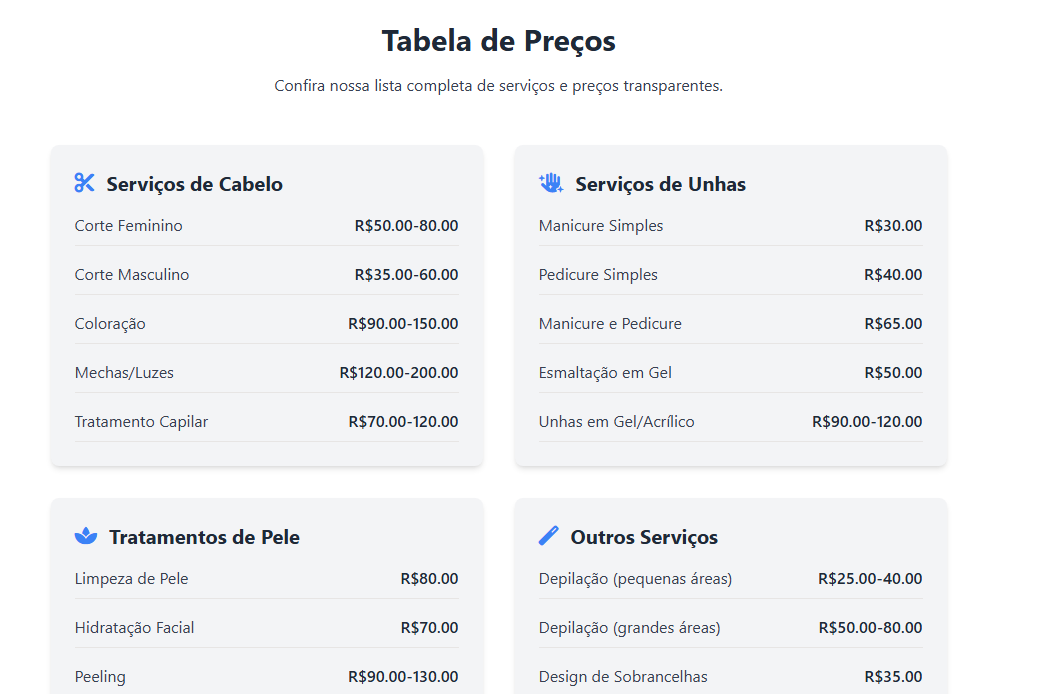 Tabela de Preços
Confira nossa lista completa de serviços e preços transparentes.
Serviços de Cabelo
Corte Feminino R$50.00-80.00
Corte Masculino R$35.00-60.00
Coloração R$90.00-150.00
Mechas/Luzes R$120.00-200.00
Tratamento Capilar R$70.00-120.00
Serviços de Unhas
Manicure Simples R$30.00
Pedicure Simples R$40.00
Manicure e Pedicure R$65.00
Esmaltação em Gel R$50.00
Unhas em Gel/Acrílico R$90.00-120.00
Tratamentos de Pele
Limpeza de Pele R$80.00
Hidratação Facial R$70.00
Peeling R$90.00-130.00
Outros Serviços
Depilação (pequenas áreas) R$25.00-40.00
Depilação (grandes áreas) R$50.00-80.00
Design de Sobrancelhas R$35.00